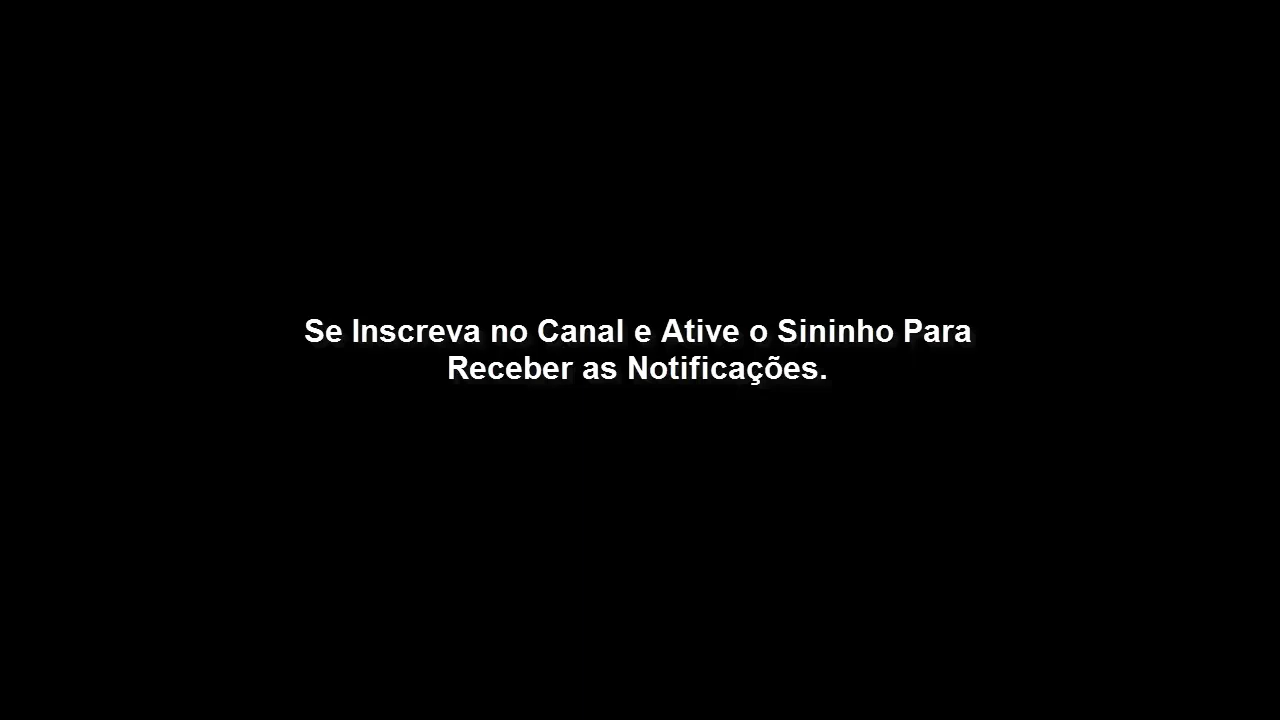 Se Inscreva no Canal e Ative o Sininho Para
Receber as Notificações.